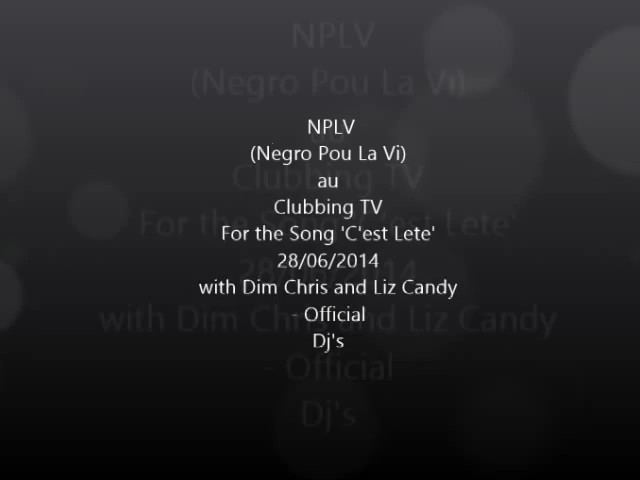 NPLV
(Negro Pou La Vi)
au
Clubbing TV
For the Song 'C'est Lete'
28/06/2014
with Dim Chris and Liz Candy
- Official
Dj's